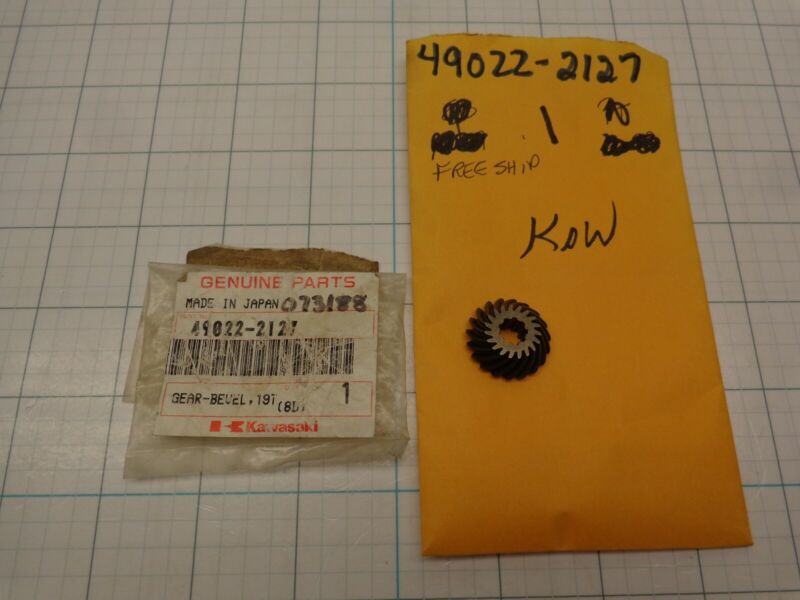 GENUINE PARTS
MADE IN JAPAN 073188
49022-2127
GEAR-BEVEL,19T
(8D)
1
Kawasaki
49022-2127
1
FREE SHIP
KaW